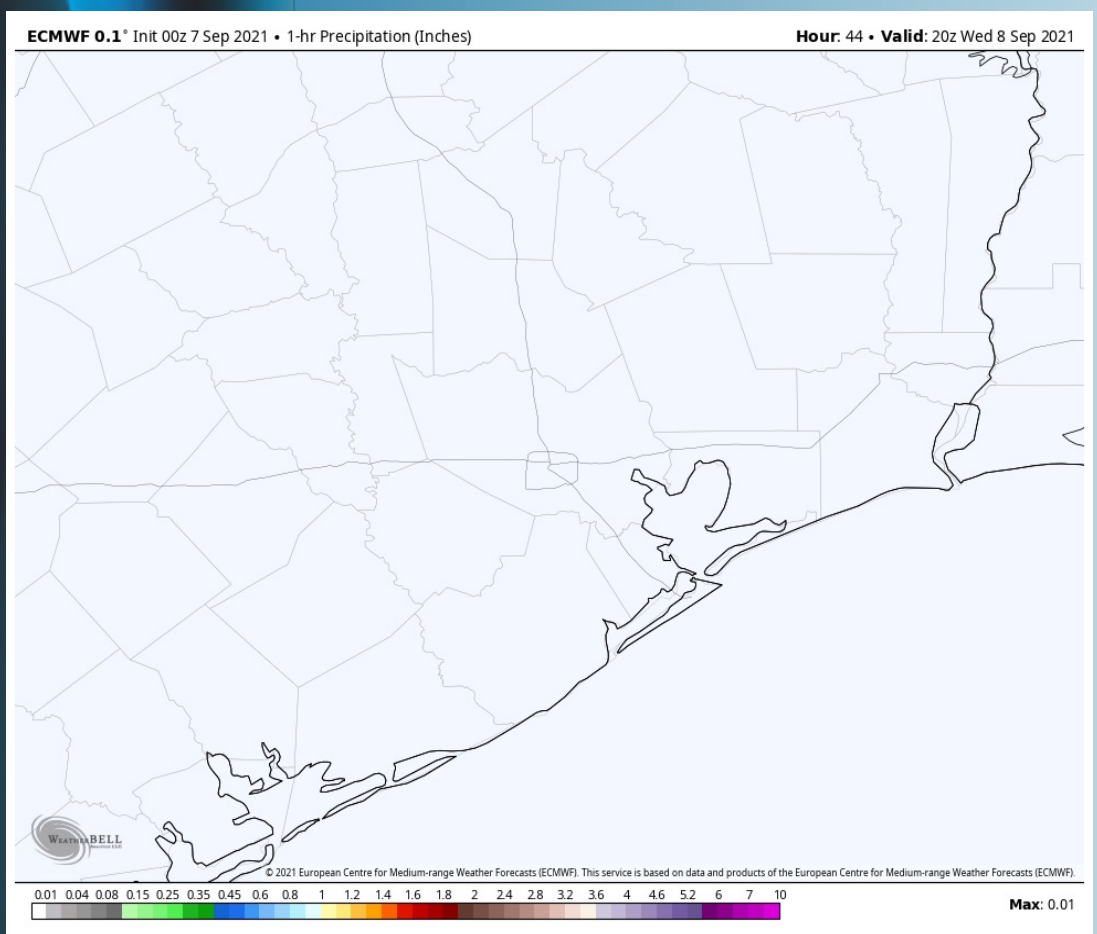 ECMWF 0.1° Init 00z 7 Sep 2021 • 1-hr Precipitation (Inches)
Hour: 44 • Valid: 20z Wed 8 Sep 2021
WEATHERBELL
© 2021 European Centre for Medium-range Weather Forecasts (ECMWF). This service is based on data and products of the European Centre for Medium-range Weather Forecasts (ECMWF).
0.01 0.04 0.08 0.15 0.25 0.35 0.45 0.6 0.8 1 1.2 1.4 1.6 1.8 2 2.4 2.8 3.2 3.6 4 4.6 5.2 6 7 10
Max: 0.01